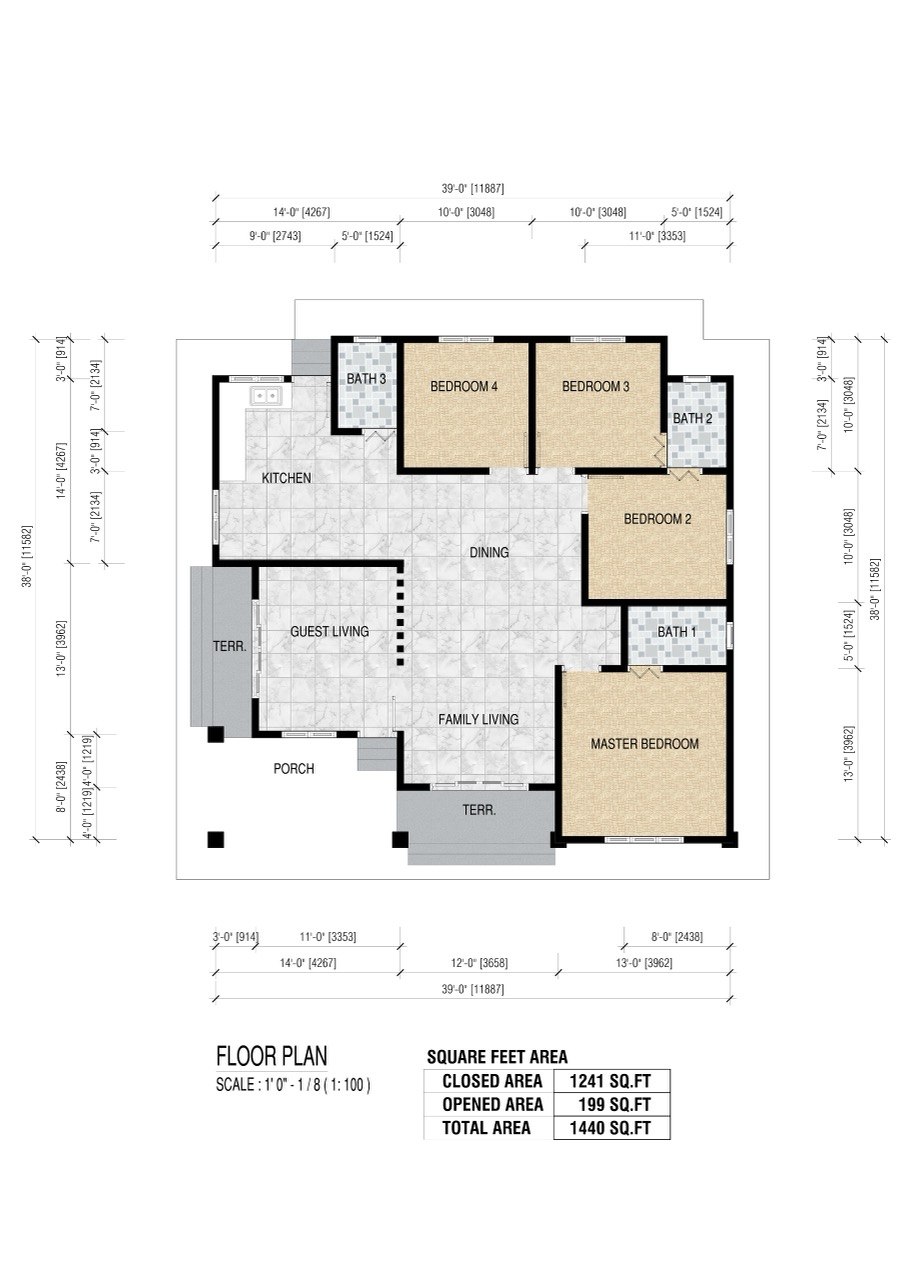 39'-0" [11887]
14'-0" [4267] 10'-0" [3048] 10'-0" [3048] 5'-0" [1524]
9'-0" [2743] 5'-0" [1524] 11'-0" [3353]
38'-0" [11582]
3'-0" [914]
14'-0" [4267]
13'-0" [3962]
8'-0" [2438]
7'-0" [2134]
3'-0" [914]
7'-0" [2134]
4'-0" [1219]
4'-0" [1219]
BATH 3
BEDROOM 4
BEDROOM 3
BATH 2
KITCHEN
BEDROOM 2
DINING
GUEST LIVING
BATH 1
TERR.
FAMILY LIVING
MASTER BEDROOM
PORCH
TERR.
3'-0" [914]
7'-0" [2134]
10'-0" [3048]
10'-0" [3048]
5'-0" [1524]
13'-0" [3962]
38'-0" [11582]
3'-0" [914] 11'-0" [3353] 8'-0" [2438]
14'-0" [4267] 12'-0" [3658] 13'-0" [3962]
39'-0" [11887]
FLOOR PLAN
SCALE : 1' 0" - 1 / 8 ( 1: 100 )
SQUARE FEET AREA
CLOSED AREA 1241 SQ.FT
OPENED AREA 199 SQ.FT
TOTAL AREA 1440 SQ.FT